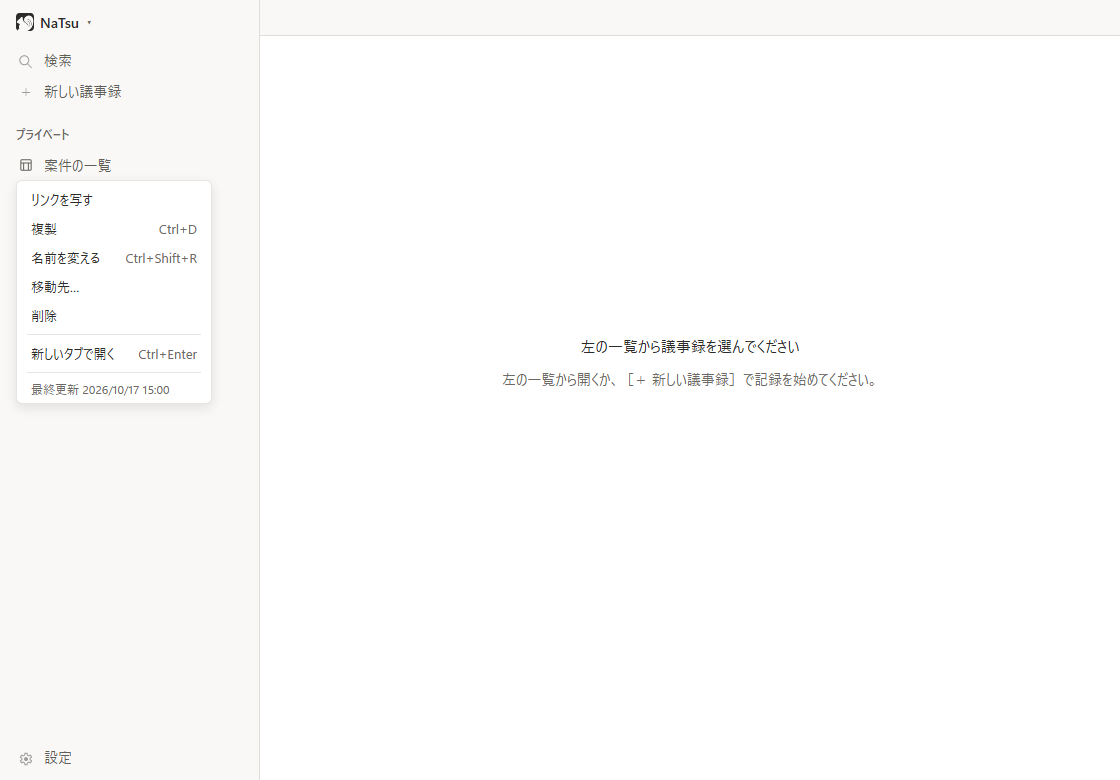 NaTsu
検索
+ 新しい議事録
プライベート
案件の一覧
リンクを写す
複製 Ctrl+D
名前を変える Ctrl+Shift+R
移動先...
削除
新しいタブで開く Ctrl+Enter
最終更新 2026/10/17 15:00
左の一覧から議事録を選んでください
左の一覧から開くか、［+ 新しい議事録］で記録を始めてください。
設定